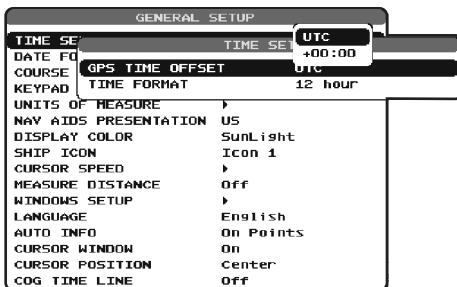 GENERAL SETUP
TIME SE
DATE FO
COURSE
KEYPAD
TIME SET
UTC
+00:00
GPS TIME OFFSET UTC
TIME FORMAT 12 hour
UNITS OF MEASURE
NAV AIDS PRESENTATION US
DISPLAY COLOR SunLight
SHIP ICON Icon 1
CURSOR SPEED
MEASURE DISTANCE Off
WINDOWS SETUP
LANGUAGE English
AUTO INFO On Points
CURSOR WINDOW On
CURSOR POSITION Center
COG TIME LINE Off